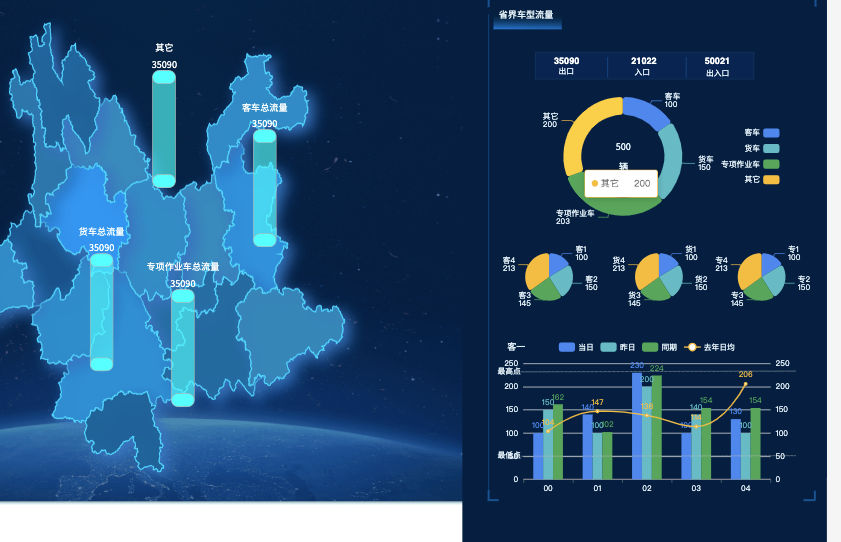 其它
35090
客车总流量
35090
货车总流量
35090
专项作业车总流量
35090
省界车型流量
35090 21022 50021
出口 入口 出入口
客车
100
其它
200
500
辆
货车
150
其它 200
专项作业车
203
客车
货车
专项作业车
其它
客4
213
客1
100
客2
150
客3
145
货4
213
货1
100
货2
150
货3
145
专4
213
专1
100
专2
150
专3
145
客一
当日 昨日 同期 去年日均
250 250
最高点
200 200
150 150
100 100
最低点 50
0 0
230 224 200 206
150 162 140 147 138 140 154 130 154
100 100 102 100 100
00 01 02 03 04